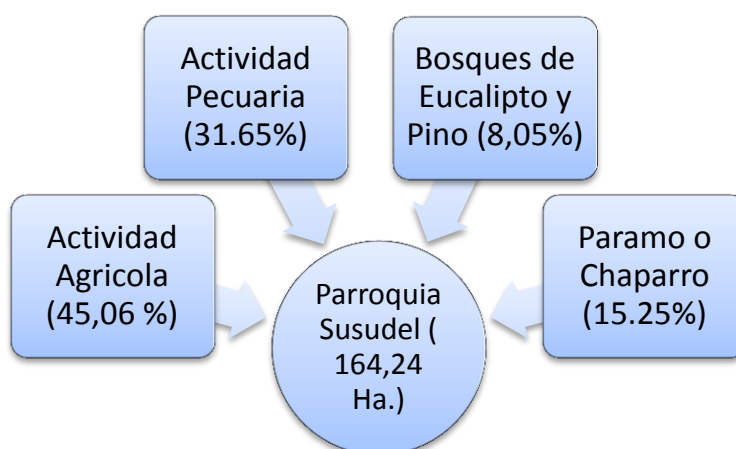 Actividad
Pecuaria
(31.65%)
Bosques de
Eucalipto y
Pino (8,05%)
Actividad
Agricola
(45,06 %)
Parroquia
Susudel (
164,24
Ha.)
Paramo o
Chaparro
(15.25%)